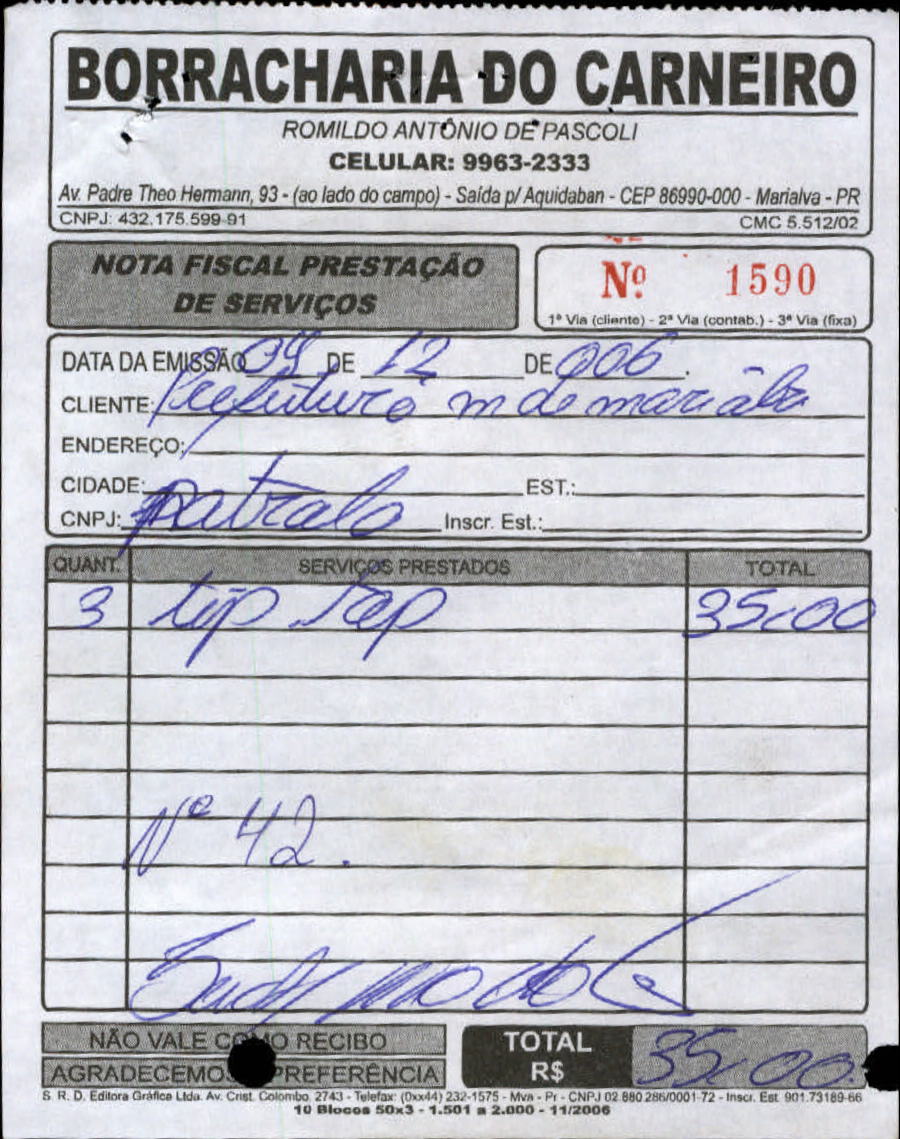 BORRACHARIA DO CARNEIRO
ROMILDO ANTÔNIO DE PASCOLI
CELULAR: 9963-2333
Av. Padre Theo Hermann, 93 - (ao lado do campo) - Saída p/ Aquidaban - CEP 86990-000 - Marialva - PR
CNPJ: 432.175.599-91 CMC 5.512/02
NOTA FISCAL PRESTAÇÃO
DE SERVIÇOS
Nº 1590
1ª Via (cliente) - 2ª Via (contab.) - 3ª Via (fixa)
DATA DA EMISSÃO DE 12 DE 006.
CLIENTE: Prefeitura m de marialva
ENDEREÇO:
CIDADE: EST.:
CNPJ: patrala Inscr. Est.:
QUANT. SERVIÇOS PRESTADOS TOTAL
3 tip tap 35,00
Nº 42.
NÃO VALE COMO RECIBO
AGRADECEMOS PREFERÊNCIA
TOTAL
R$ 35,00
S. R. D. Editora Gráfica Ltda. Av. Crist. Colombo, 2743 - Telefax: (0xx44) 232-1575 - Mva - Pr - CNPJ 02.880.286/0001-72 - Inscr. Est. 901.73189-66
10 Blocos 50x3 - 1.501 a 2.000 - 11/2006